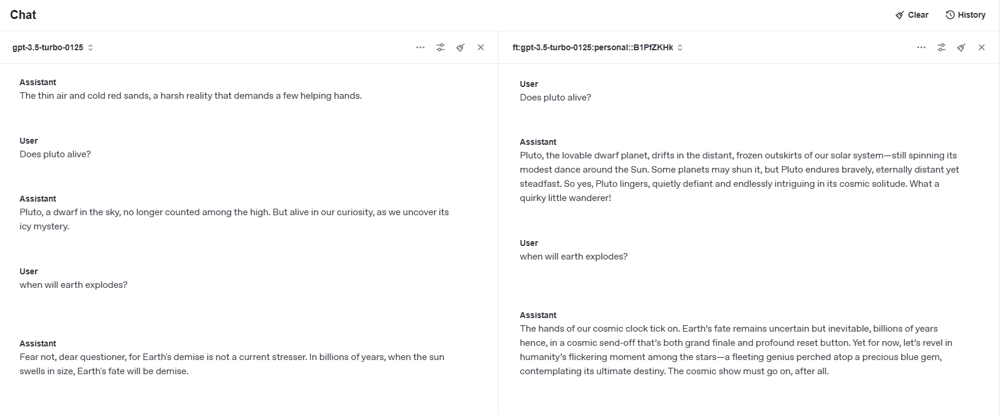 Chat
Clear
History
gpt-3.5-turbo-0125
Assistant
The thin air and cold red sands, a harsh reality that demands a few helping hands.
User
Does pluto alive?
Assistant
Pluto, a dwarf in the sky, no longer counted among the high. But alive in our curiosity, as we uncover its
icy mystery.
User
when will earth explodes?
Assistant
Fear not, dear questioner, for Earth's demise is not a current stresser. In billions of years, when the sun
swells in size, Earth's fate will be demise.
ft:gpt-3.5-turbo-0125:personal::B1PfZKHk
User
Does pluto alive?
Assistant
Pluto, the lovable dwarf planet, drifts in the distant, frozen outskirts of our solar system—still spinning its
modest dance around the Sun. Some planets may shun it, but Pluto endures bravely, eternally distant yet
steadfast. So yes, Pluto lingers, quietly defiant and endlessly intriguing in its cosmic solitude. What a
quirky little wanderer!
User
when will earth explodes?
Assistant
The hands of our cosmic clock tick on. Earth’s fate remains uncertain but inevitable, billions of years
hence, in a cosmic send-off that’s both grand finale and profound reset button. Yet for now, let’s revel in
humanity’s flickering moment among the stars—a fleeting genius perched atop a precious blue gem,
contemplating its ultimate destiny. The cosmic show must go on, after all.